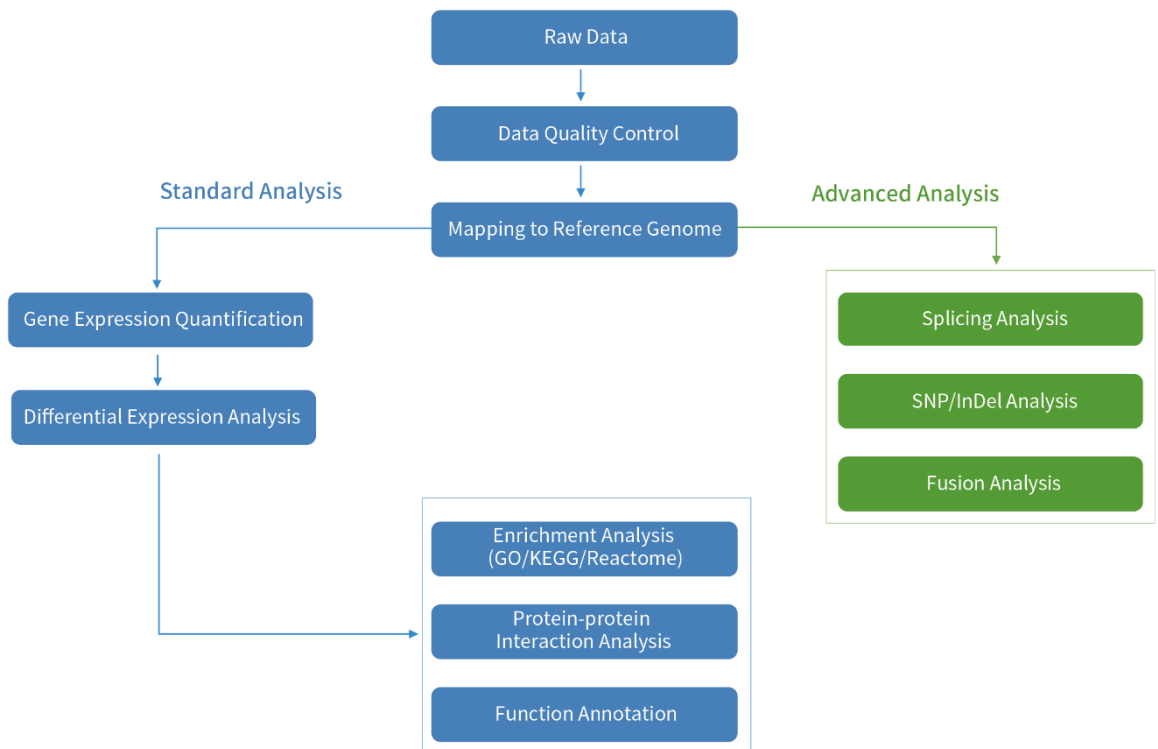 Raw Data
Data Quality Control
Standard Analysis
Advanced Analysis
Mapping to Reference Genome
Gene Expression Quantification
Splicing Analysis
Differential Expression Analysis
SNP/InDel Analysis
Fusion Analysis
Enrichment Analysis
(GO/KEGG/Reactome)
Protein-protein
Interaction Analysis
Function Annotation